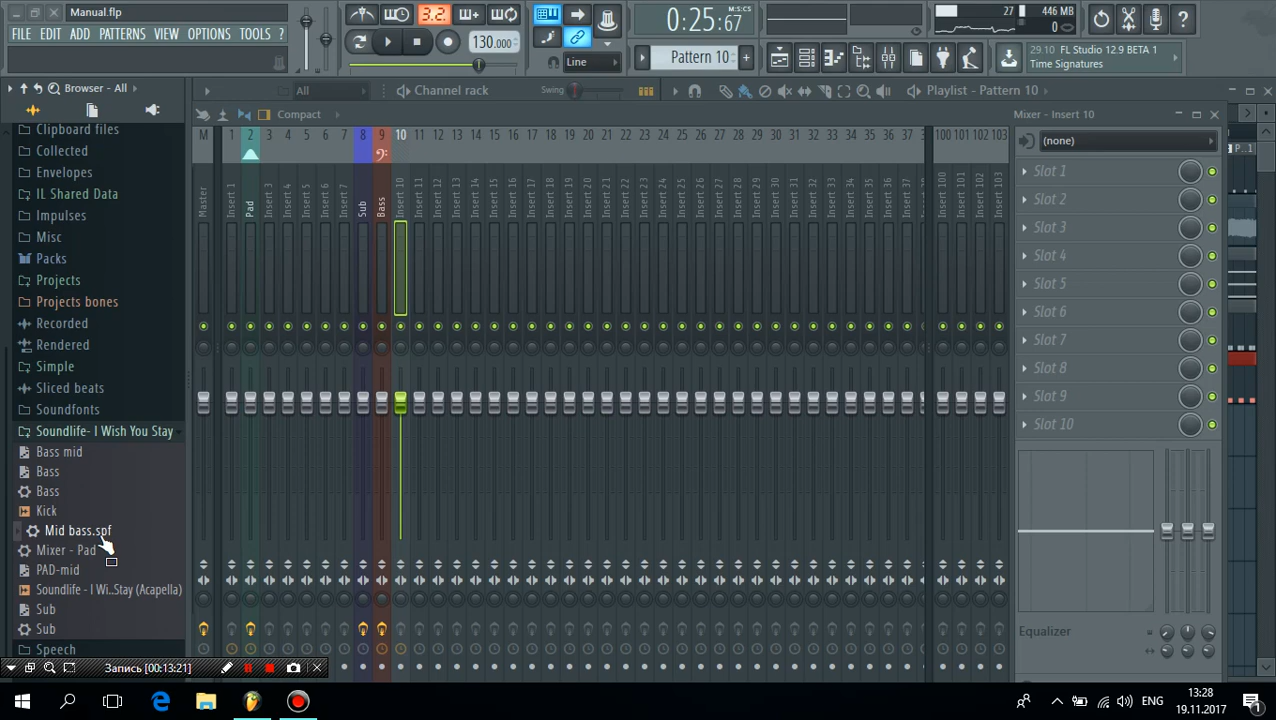 Manual.flp
FILE EDIT ADD PATTERNS VIEW OPTIONS TOOLS ?
3.2.
130.000
0:25:67
M:S:CS
Line
Pattern 10
27
446 MB
0
29.10 FL Studio 12.9 BETA 1
Time Signatures
Browser - All
All
Channel rack
Swing
Playlist - Pattern 10
Clipboard files
Collected
Envelopes
IL Shared Data
Impulses
Misc
Packs
Projects
Projects bones
Recorded
Rendered
Simple
Sliced beats
Soundfonts
Soundlife- I Wish You Stay
Bass mid
Bass
Bass
Kick
Mid bass.spf
Mixer - Pad
PAD-mid
Soundlife - I Wi..Stay (Acapella)
Sub
Sub
Speech
Compact
M 1 2 3 4 5 6 7 8 9 10 11 12 13 14 15 16 17 18 19 20 21 22 23 24 25 26 27 28 29 30 31 32 33 34 35 36 37 38 100 101 102 103
Master Insert 1 Pad Insert 3 Insert 4 Insert 5 Insert 6 Insert 7 Sub Bass Insert 10 Insert 11 Insert 12 Insert 13 Insert 14 Insert 15 Insert 16 Insert 17 Insert 18 Insert 19 Insert 20 Insert 21 Insert 22 Insert 23 Insert 24 Insert 25 Insert 26 Insert 27 Insert 28 Insert 29 Insert 30 Insert 31 Insert 32 Insert 33 Insert 34 Insert 35 Insert 36 Insert 37 Insert 100 Insert 101 Insert 102 Insert 103
Mixer - Insert 10
(none)
Slot 1
Slot 2
Slot 3
Slot 4
Slot 5
Slot 6
Slot 7
Slot 8
Slot 9
Slot 10
Equalizer
P..1
Запись [00:13:21]
ENG
13:28
19.11.2017
1